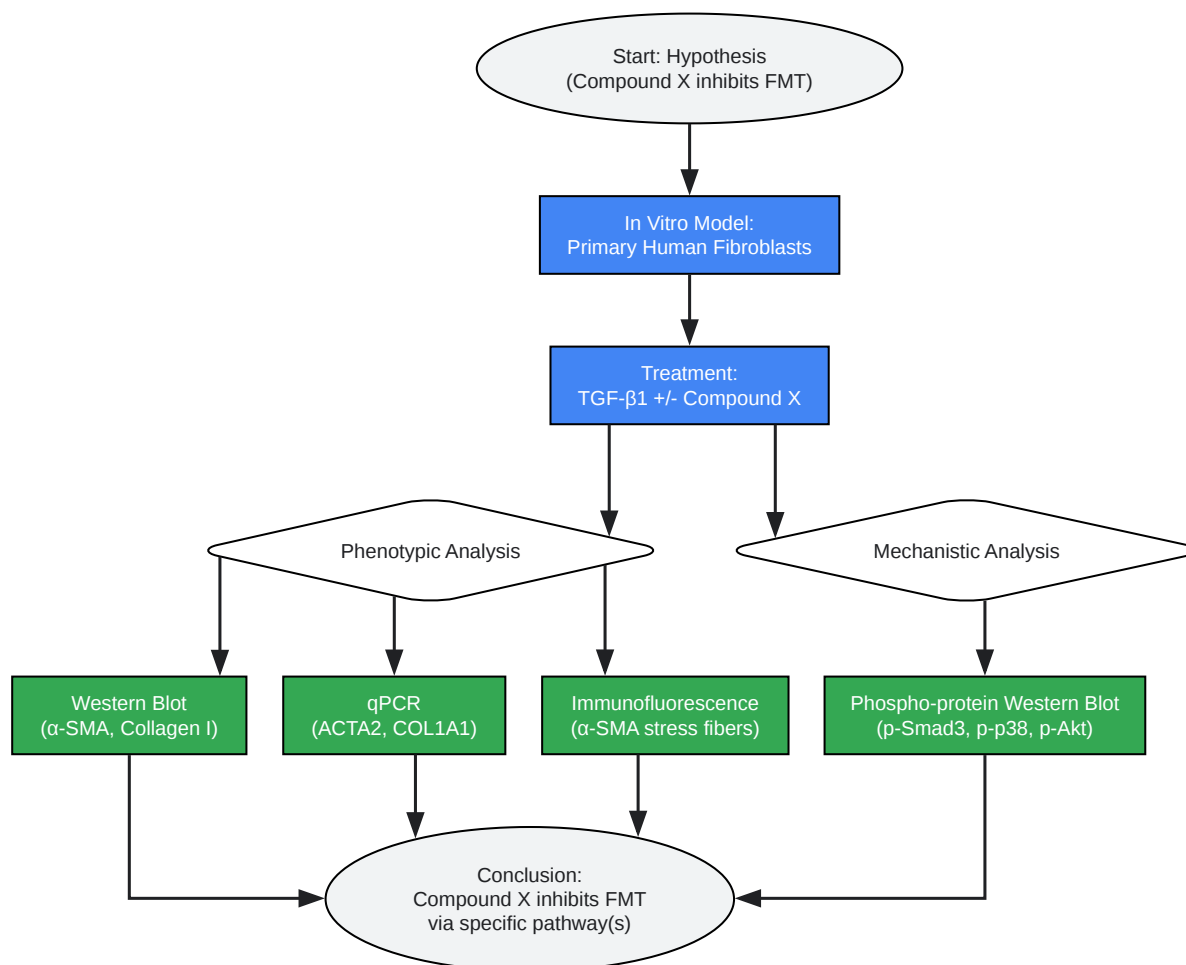 Start: Hypothesis
(Compound X inhibits FMT)
In Vitro Model:
Primary Human Fibroblasts
Treatment:
TGF-β1 +/- Compound X
Phenotypic Analysis
Mechanistic Analysis
Western Blot
(α-SMA, Collagen I)
qPCR
(ACTA2, COL1A1)
Immunofluorescence
(α-SMA stress fibers)
Phospho-protein Western Blot
(p-Smad3, p-p38, p-Akt)
Conclusion:
Compound X inhibits FMT
via specific pathway(s)